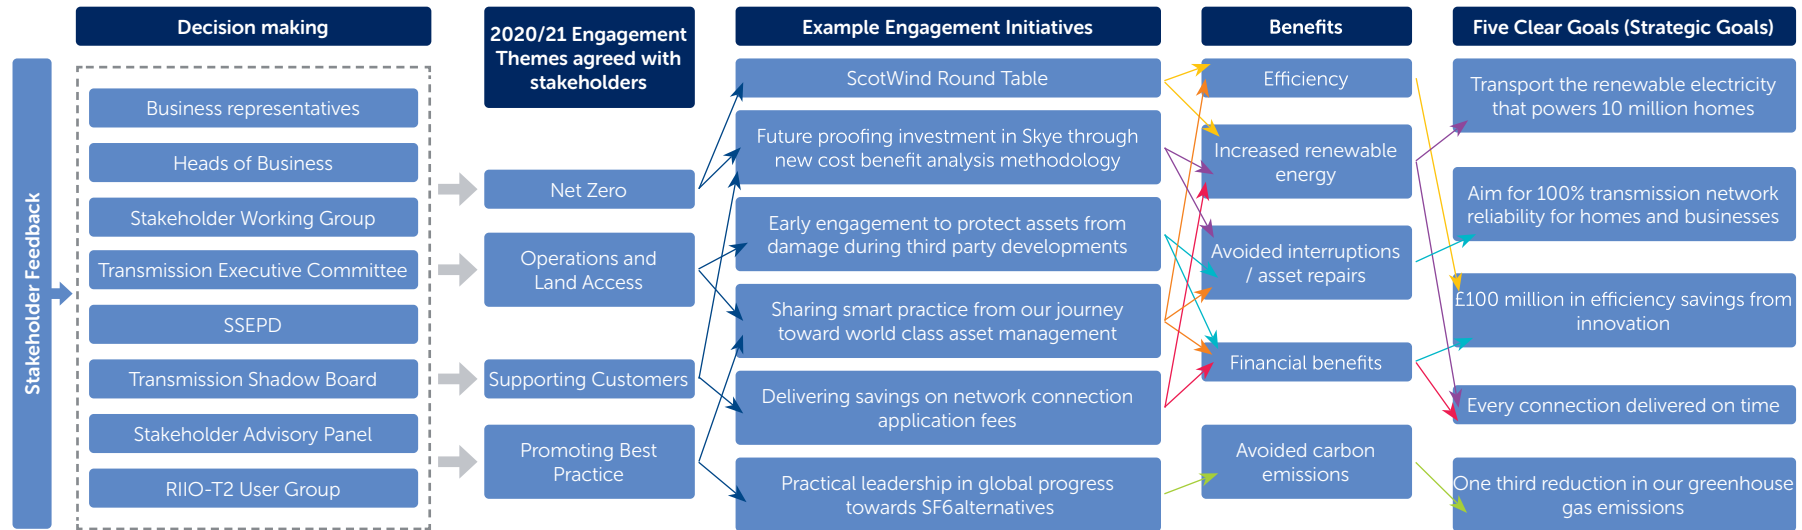 Stakeholder Feedback
Decision making
Business representatives
Heads of Business
Stakeholder Working Group
Transmission Executive Committee
SSEPD
Transmission Shadow Board
Stakeholder Advisory Panel
RIIO-T2 User Group
2020/21 Engagement
Themes agreed with
stakeholders
Net Zero
Operations and
Land Access
Supporting Customers
Promoting Best
Practice
Example Engagement Initiatives
ScotWind Round Table
Future proofing investment in Skye through
new cost benefit analysis methodology
Early engagement to protect assets from
damage during third party developments
Sharing smart practice from our journey
toward world class asset management
Delivering savings on network connection
application fees
Practical leadership in global progress
towards SF6alternatives
Benefits
Efficiency
Increased renewable
energy
Avoided interruptions
/ asset repairs
Financial benefits
Avoided carbon
emissions
Five Clear Goals (Strategic Goals)
Transport the renewable electricity
that powers 10 million homes
Aim for 100% transmission network
reliability for homes and businesses
£100 million in efficiency savings from
innovation
Every connection delivered on time
One third reduction in our greenhouse
gas emissions